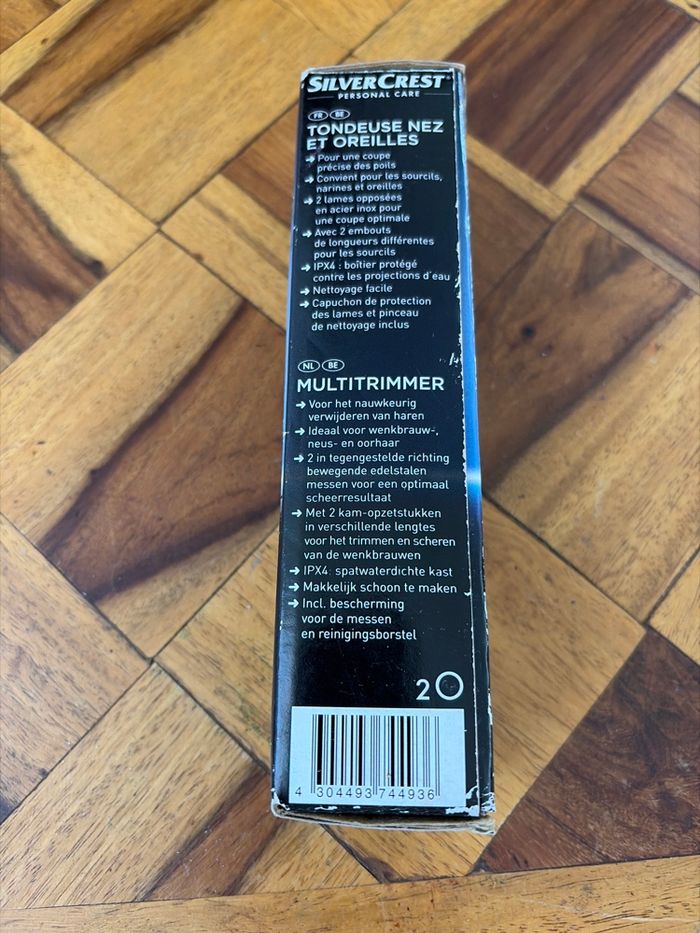 SILVERCREST
PERSONAL CARE
FR BE
TONDEUSE NEZ
ET OREILLES
→ Pour une coupe
précise des poils
→ Convient pour les sourcils,
narines et oreilles
→ 2 lames opposées
en acier inox pour
une coupe optimale
→ Avec 2 embouts
de longueurs différentes
pour les sourcils
→ IPX4 : boîtier protégé
contre les projections d'eau
→ Nettoyage facile
→ Capuchon de protection
des lames et pinceau
de nettoyage inclus
NL BE
MULTITRIMMER
→ Voor het nauwkeurig
verwijderen van haren
→ Ideaal voor wenkbrauw-,
neus- en oorhaar
→ 2 in tegengestelde richting
bewegende edelstalen
messen voor een optimaal
scheerresultaat
→ Met 2 kam-opzetstukken
in verschillende lengtes
voor het trimmen en scheren
van de wenkbrauwen
→ IPX4: spatwaterdichte kast
→ Makkelijk schoon te maken
→ Incl. bescherming
voor de messen
en reinigingsborstel
2
4 304493 744936